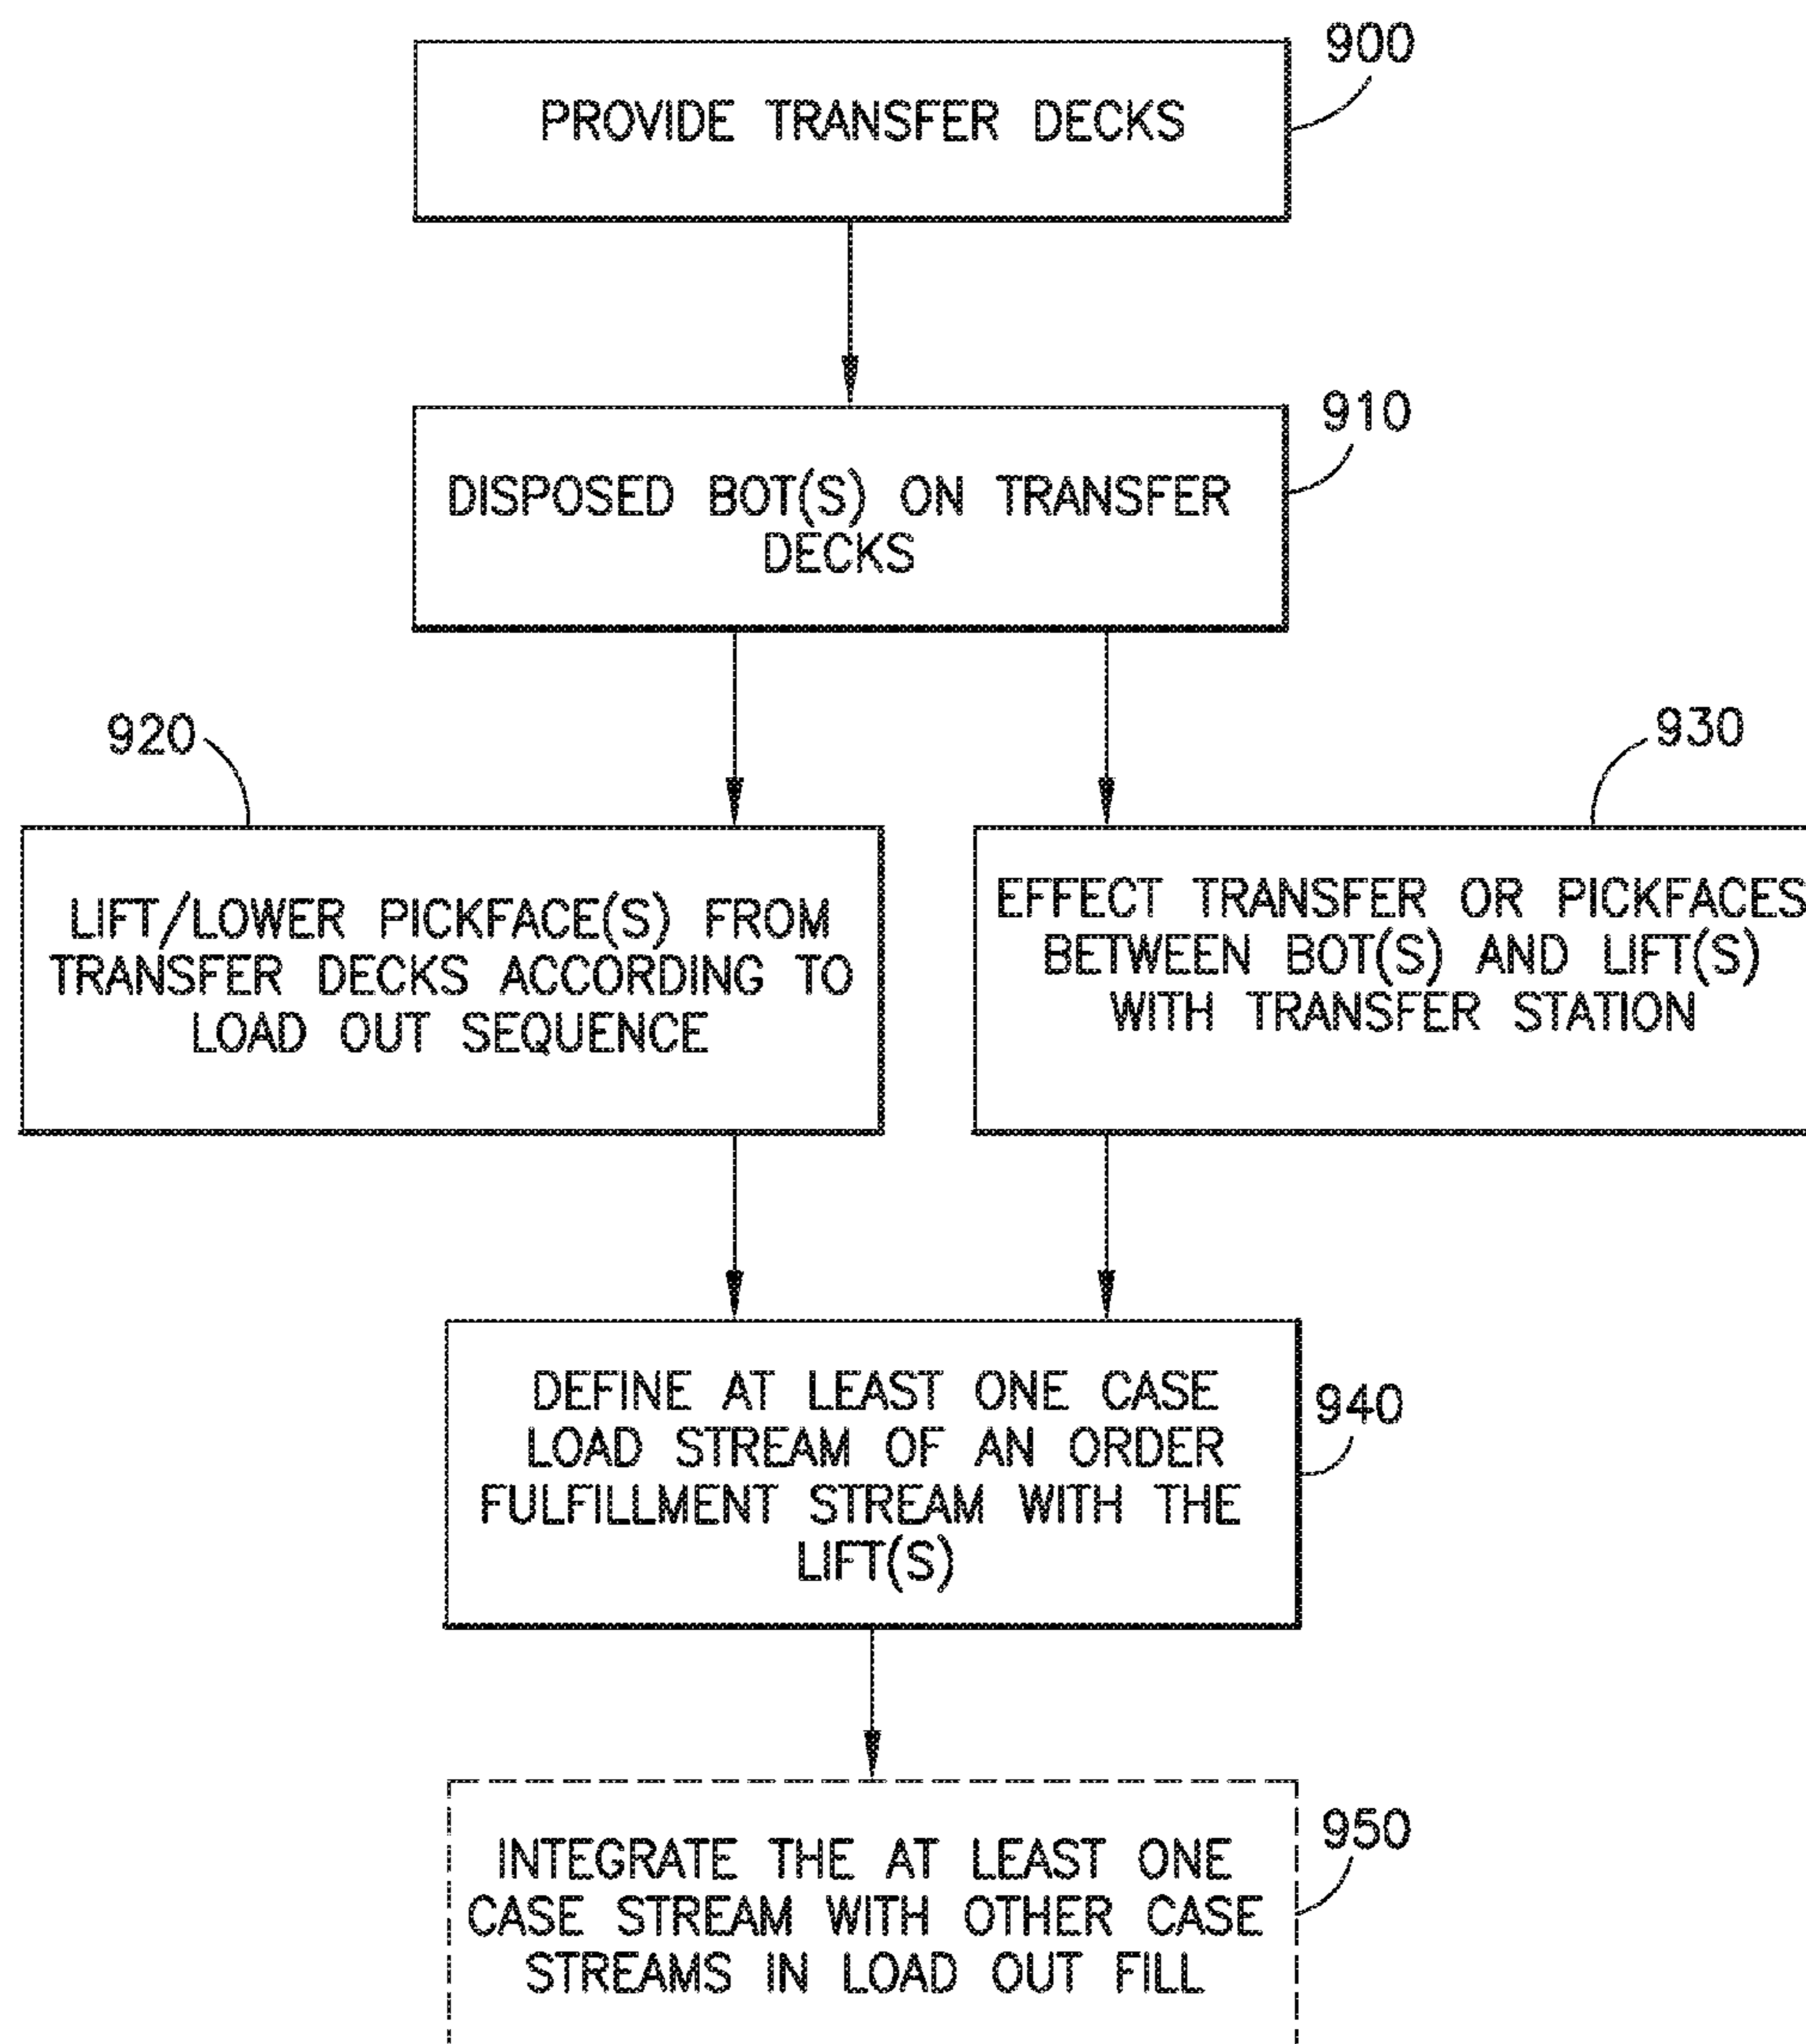 900
PROVIDE TRANSFER DECKS
910
DISPOSED BOT(S) ON TRANSFER
DECKS
920
930
LIFT/LOWER PICKFACE(S) FROM
TRANSFER DECKS ACCORDING TO
LOAD OUT SEQUENCE
EFFECT TRANSFER OR PICKFACES
BETWEEN BOT(S) AND LIFT(S)
WITH TRANSFER STATION
DEFINE AT LEAST ONE CASE
LOAD STREAM OF AN ORDER
FULFILLMENT STREAM WITH THE
LIFT(S)
940
INTEGRATE THE AT LEAST ONE
CASE STREAM WITH OTHER CASE
STREAMS IN LOAD OUT FILL
950